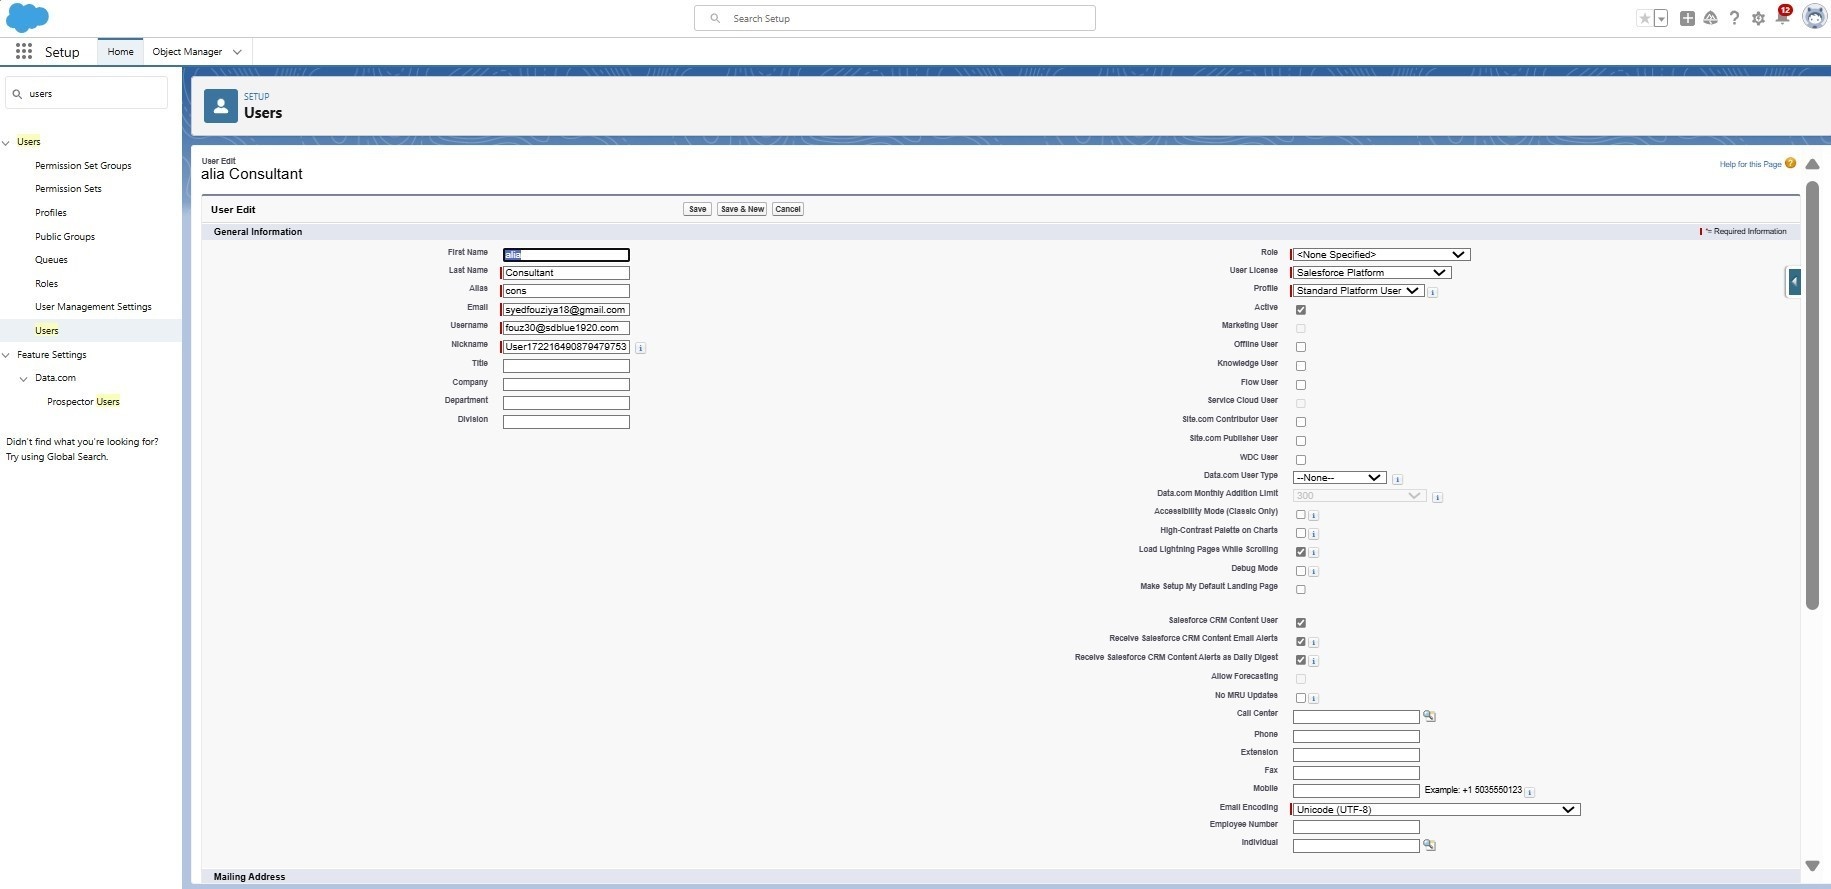 Search Setup
12
Setup
Home
Object Manager
users
Users
Permission Set Groups
Permission Sets
Profiles
Public Groups
Queues
Roles
User Management Settings
Users
Feature Settings
Data.com
Prospector Users
Didn't find what you're looking for?
Try using Global Search.
SETUP
Users
User Edit
alia Consultant
Help for this Page
User Edit
Save
Save & New
Cancel
General Information
= Required Information
First Name alia
Last Name Consultant
Alias cons
Email syedfouziya18@gmail.com
Username fouz30@sdblue1920.com
Nickname User172216490879479753
Title
Company
Department
Division
Role <None Specified>
User License Salesforce Platform
Profile Standard Platform User
Active
Marketing User
Offline User
Knowledge User
Flow User
Service Cloud User
Site.com Contributor User
Site.com Publisher User
WDC User
Data.com User Type --None--
Data.com Monthly Addition Limit 300
Accessibility Mode (Classic Only)
High-Contrast Palette on Charts
Load Lightning Pages While Scrolling
Debug Mode
Make Setup My Default Landing Page
Salesforce CRM Content User
Receive Salesforce CRM Content Email Alerts
Receive Salesforce CRM Content Alerts as Daily Digest
Allow Forecasting
No MRU Updates
Call Center
Phone
Extension
Fax
Mobile Example: +1 5035550123
Email Encoding Unicode (UTF-8)
Employee Number
Individual
Mailing Address